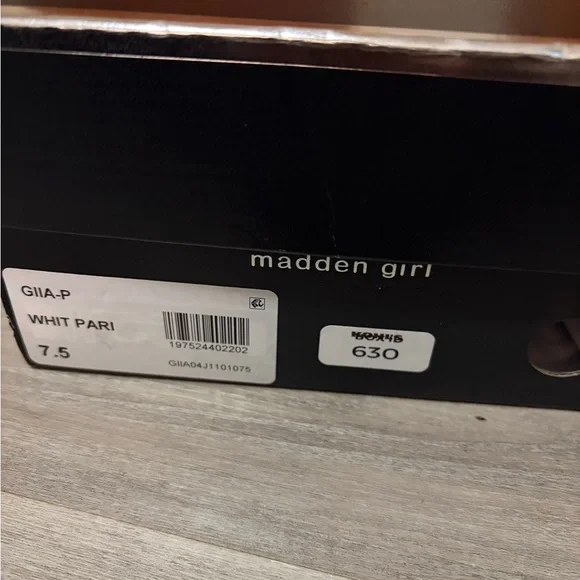 madden girl
GIIA-P
WHIT PARI
7.5
197524402202
GIIA04J1101075
630